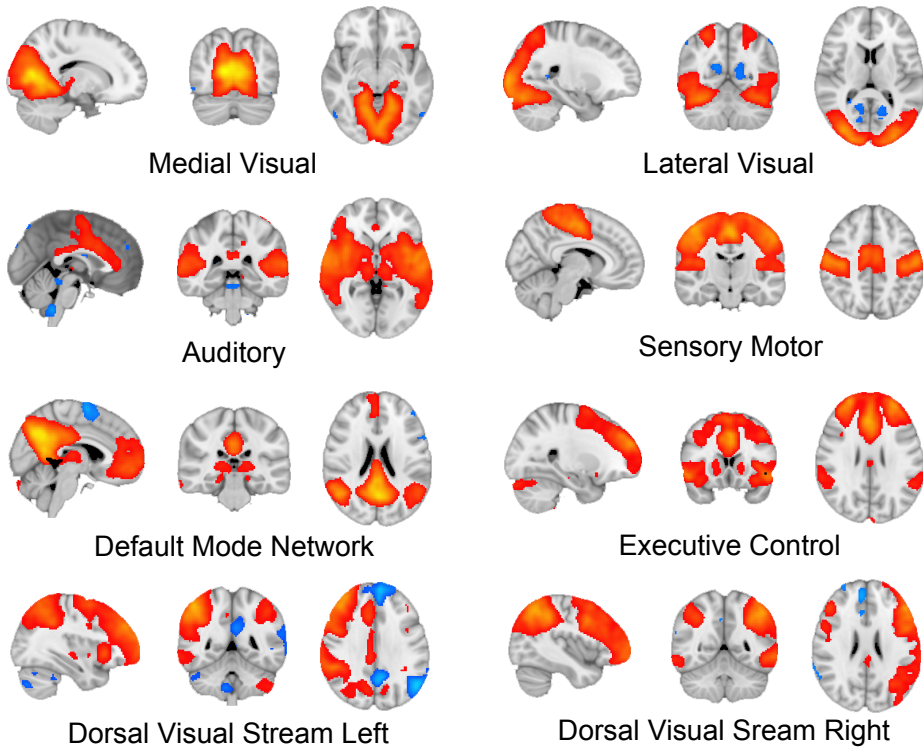 Medial Visual
Lateral Visual
Auditory
Sensory Motor
Default Mode Network
Executive Control
Dorsal Visual Stream Left
Dorsal Visual Sream Right